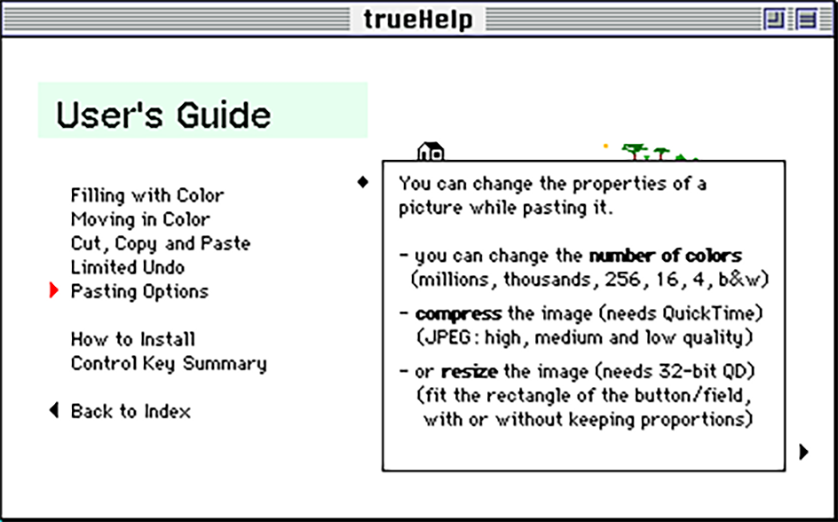 trueHelp
User's Guide
Filling with Color
Moving in Color
Cut, Copy and Paste
Limited Undo
Pasting Options
How to Install
Control Key Summary
Back to Index
You can change the properties of a
picture while pasting it.
- you can change the number of colors
(millions, thousands, 256, 16, 4, b&w)
- compress the image (needs QuickTime)
(JPEG: high, medium and low quality)
- or resize the image (needs 32-bit QD)
(fit the rectangle of the button/field,
with or without keeping proportions)